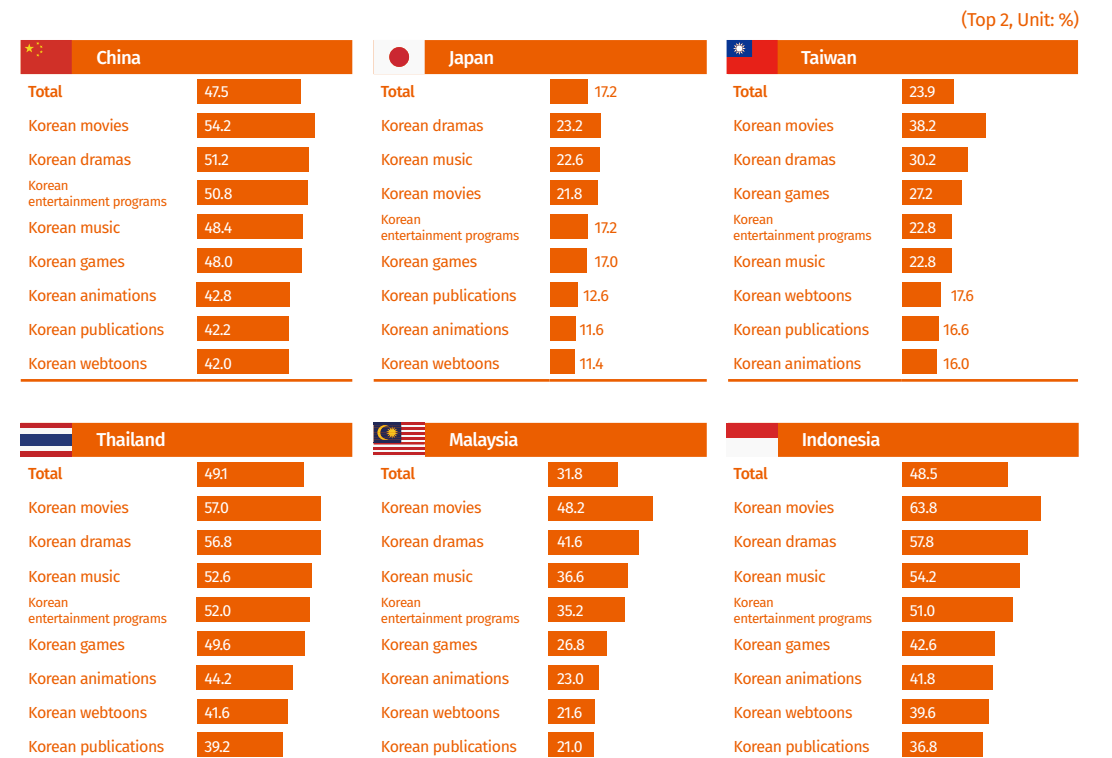 (Top 2, Unit: %)
China
Total 47.5
Korean movies 54.2
Korean dramas 51.2
Korean
entertainment programs 50.8
Korean music 48.4
Korean games 48.0
Korean animations 42.8
Korean publications 42.2
Korean webtoons 42.0
Japan
Total 17.2
Korean dramas 23.2
Korean music 22.6
Korean movies 21.8
Korean
entertainment programs 17.2
Korean games 17.0
Korean publications 12.6
Korean animations 11.6
Korean webtoons 11.4
Taiwan
Total 23.9
Korean movies 38.2
Korean dramas 30.2
Korean games 27.2
Korean
entertainment programs 22.8
Korean music 22.8
Korean webtoons 17.6
Korean publications 16.6
Korean animations 16.0
Thailand
Total 49.1
Korean movies 57.0
Korean dramas 56.8
Korean music 52.6
Korean
entertainment programs 52.0
Korean games 49.6
Korean animations 44.2
Korean webtoons 41.6
Korean publications 39.2
Malaysia
Total 31.8
Korean movies 48.2
Korean dramas 41.6
Korean music 36.6
Korean
entertainment programs 35.2
Korean games 26.8
Korean animations 23.0
Korean webtoons 21.6
Korean publications 21.0
Indonesia
Total 48.5
Korean movies 63.8
Korean dramas 57.8
Korean music 54.2
Korean
entertainment programs 51.0
Korean games 42.6
Korean animations 41.8
Korean webtoons 39.6
Korean publications 36.8